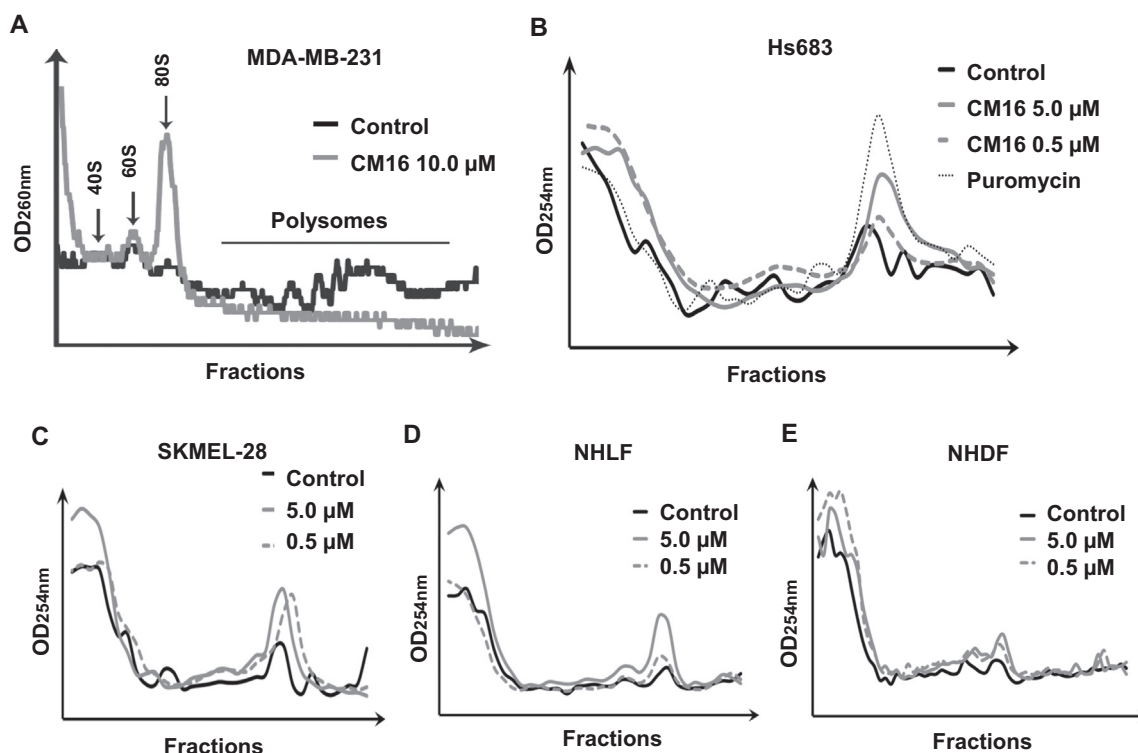 A
MDA-MB-231
40S
60S
80S
Control
CM16 10.0 µM
Polysomes
OD260nm
Fractions
B
Hs683
Control
CM16 5.0 µM
CM16 0.5 µM
Puromycin
OD254nm
Fractions
C
SKMEL-28
Control
5.0 µM
0.5 µM
OD254nm
Fractions
D
NHLF
Control
5.0 µM
0.5 µM
OD254nm
Fractions
E
NHDF
Control
5.0 µM
0.5 µM
OD254nm
Fractions